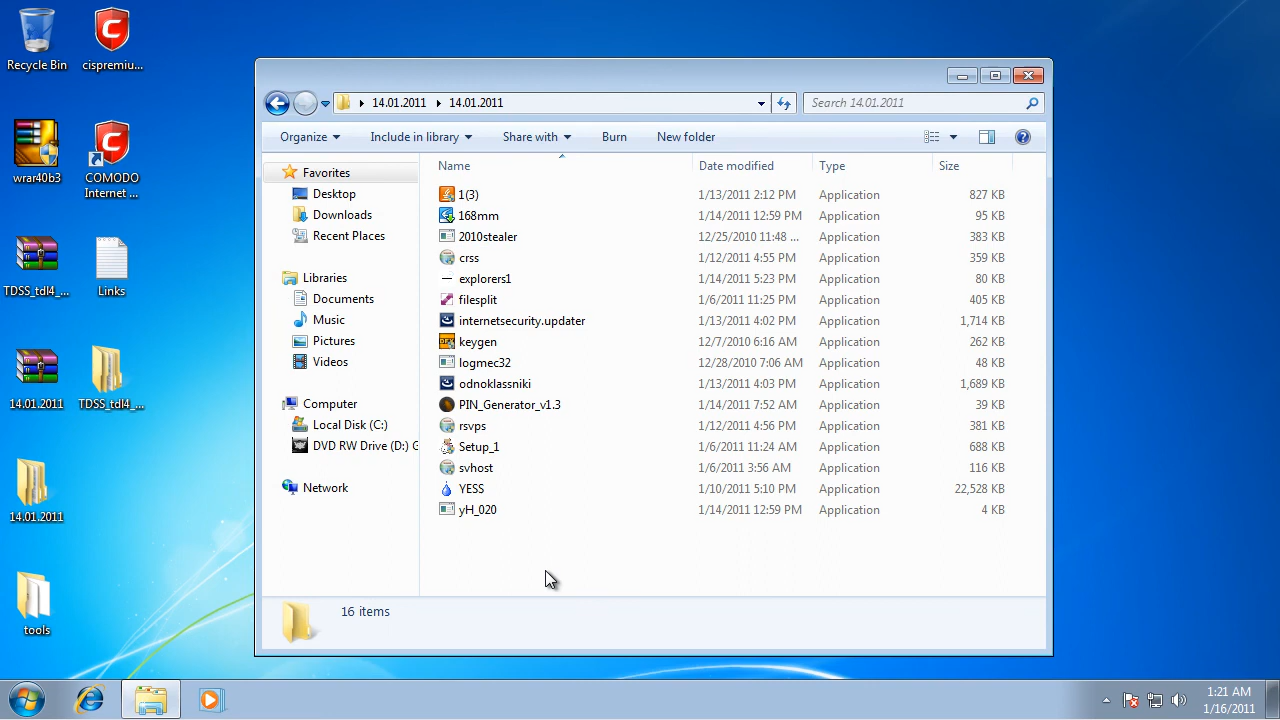 Recycle Bin
cispremiu...
wrar40b3
COMODO
Internet ...
TDSS_tdl4_...
Links
14.01.2011
TDSS_tdl4_...
14.01.2011
tools
14.01.2011 14.01.2011
Search 14.01.2011
Organize Include in library Share with Burn New folder
Favorites
Desktop
Downloads
Recent Places
Libraries
Documents
Music
Pictures
Videos
Computer
Local Disk (C:)
DVD RW Drive (D:) G
Network
Name Date modified Type Size
1(3) 1/13/2011 2:12 PM Application 827 KB
168mm 1/14/2011 12:59 PM Application 95 KB
2010stealer 12/25/2010 11:48 ... Application 383 KB
crss 1/12/2011 4:55 PM Application 359 KB
explorers1 1/14/2011 5:23 PM Application 80 KB
filesplit 1/6/2011 11:25 PM Application 405 KB
internetsecurity.updater 1/13/2011 4:02 PM Application 1,714 KB
keygen 12/7/2010 6:16 AM Application 262 KB
logmec32 12/28/2010 7:06 AM Application 48 KB
odnoklassniki 1/13/2011 4:03 PM Application 1,689 KB
PIN_Generator_v1.3 1/14/2011 7:52 AM Application 39 KB
rsvps 1/12/2011 4:56 PM Application 381 KB
Setup_1 1/6/2011 11:24 AM Application 688 KB
svhost 1/6/2011 3:56 AM Application 116 KB
YESS 1/10/2011 5:10 PM Application 22,528 KB
yH_020 1/14/2011 12:59 PM Application 4 KB
16 items
1:21 AM
1/16/2011